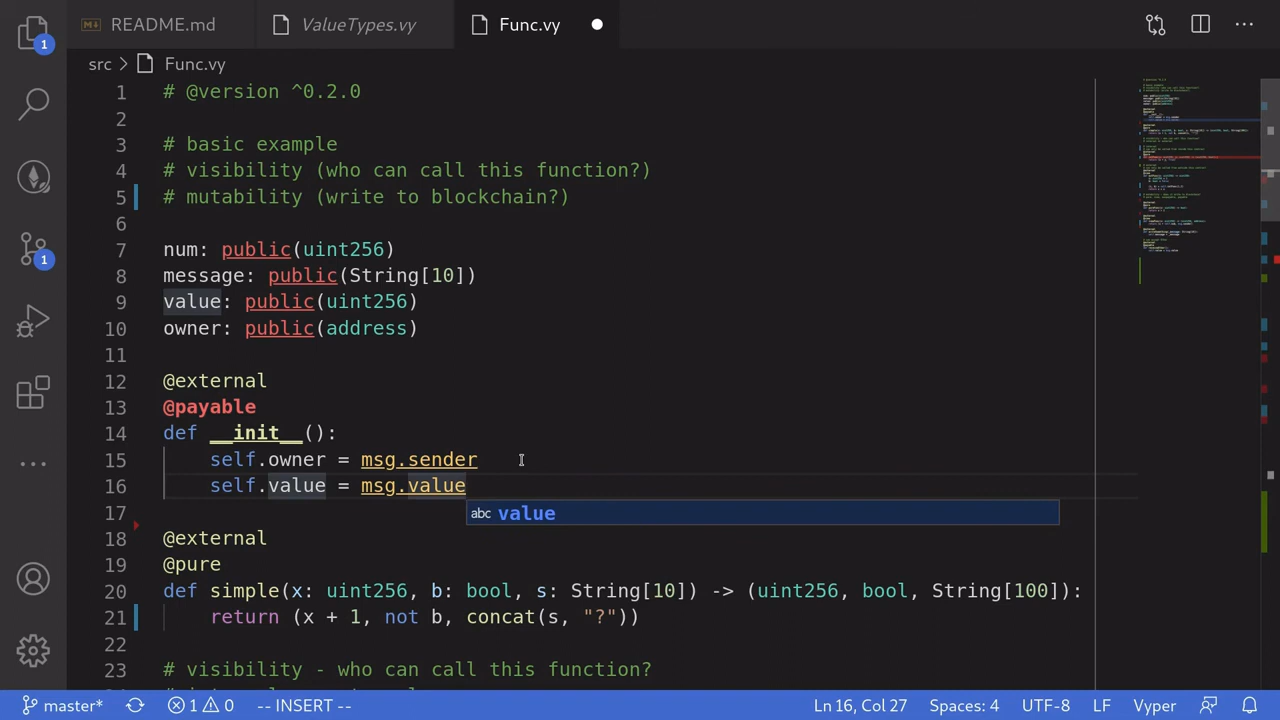 README.md
ValueTypes.vy
Func.vy
src > Func.vy
1
1
1 # @version ^0.2.0
2
3 # basic example
4 # visibility (who can call this function?)
5 # mutability (write to blockchain?)
6
7 num: public(uint256)
8 message: public(String[10])
9 value: public(uint256)
10 owner: public(address)
11
12 @external
13 @payable
14 def __init__():
15 self.owner = msg.sender
16 self.value = msg.value
abc value
17
18 @external
19 @pure
20 def simple(x: uint256, b: bool, s: String[10]) -> (uint256, bool, String[100]):
21 return (x + 1, not b, concat(s, "?"))
22
23 # visibility - who can call this function?
master* 1 0 -- INSERT -- Ln 16, Col 27 Spaces: 4 UTF-8 LF Vyper